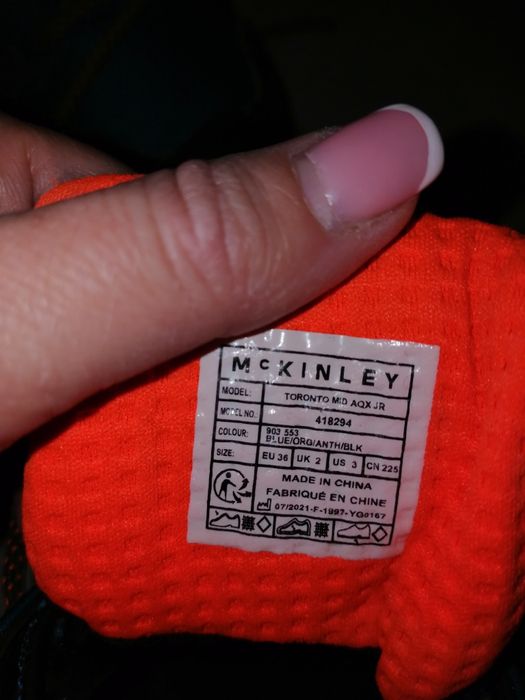 McKINLEY
MODEL: TORONTO MID AQX JR
MODEL NO.: 418294
COLOUR: 903 553
BLUE/ORG/ANTH/BLK
SIZE: EU 36 UK 2 US 3 CN 225
MADE IN CHINA
FABRIQUÉ EN CHINE
07/2021-F-1997-YG0167